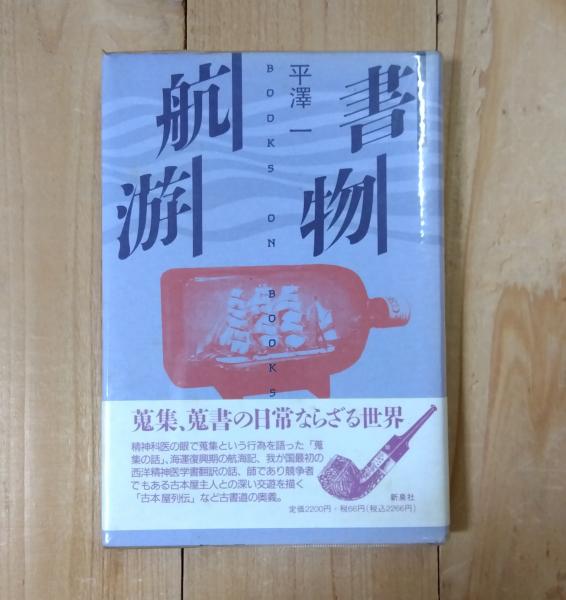 書物
航游
平澤 一
BOOKS ON BOOKS
蒐集、蒐書の日常ならざる世界
精神科医の眼で蒐集という行為を語った「蒐
集の話」、海運復興期の航海記、我が国最初の
西洋精神医学書翻訳の話、師であり競争者
でもある古本屋主人との深い交遊を描く
「古本屋列伝」など古書道の奥義。
新泉社
定価2200円・税66円(税込2266円)